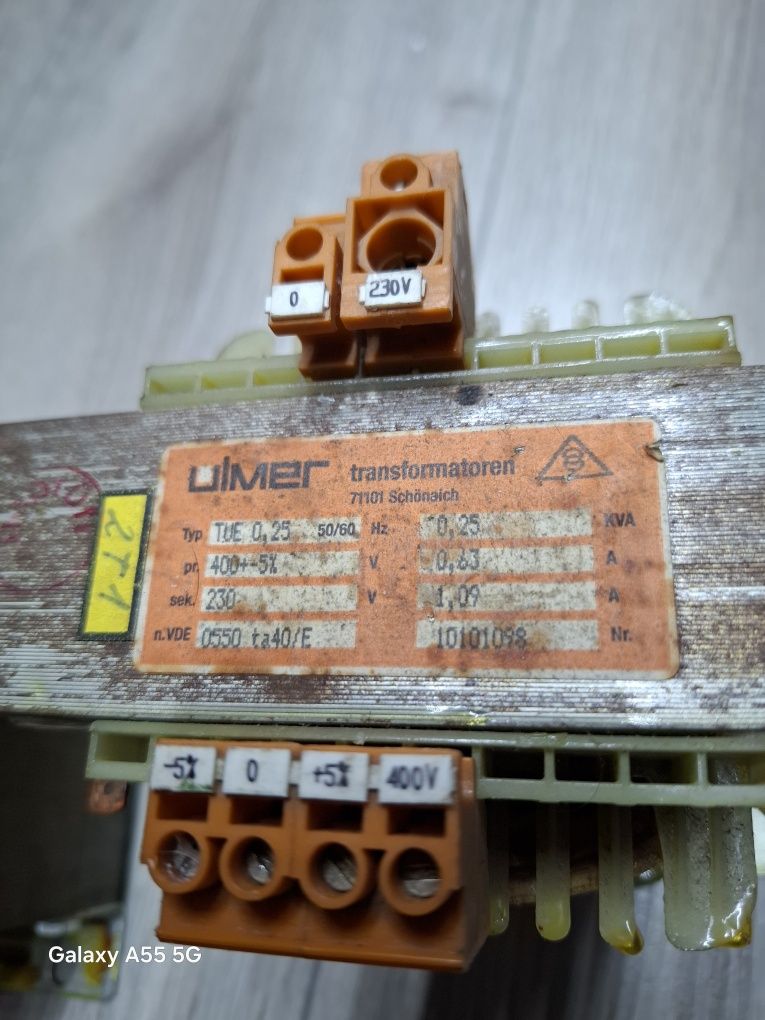 0 230V
ULMER transformatoren
71101 Schönaich
Typ TUE 0,25 50/60 Hz 0,25 KVA
pr. 400+-5% V 0,63 A
sek. 230 V 1,09 A
n.VDE 0550 ta40/E 10101098 Nr.
2T1
-5% 0 +5% 400V
Galaxy A55 5G